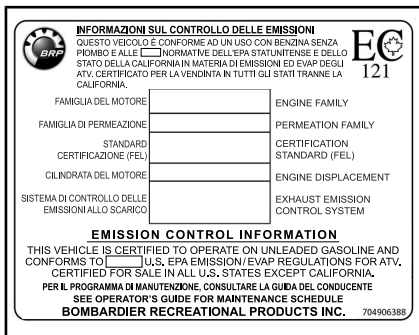 BRP
INFORMAZIONI SUL CONTROLLO DELLE EMISSIONI
QUESTO VEICOLO È CONFORME AD UN USO CON BENZINA SENZA
PIOMBO E ALLE NORMATIVE DELL'EPA STATUNITENSE E DELLO
STATO DELLA CALIFORNIA IN MATERIA DI EMISSIONI ED EVAP DEGLI
ATV. CERTIFICATO PER LA VENDINTA IN TUTTI GLI STATI TRANNE LA
CALIFORNIA.
EC
121
FAMIGLIA DEL MOTORE ENGINE FAMILY
FAMIGLIA DI PERMEAZIONE PERMEATION FAMILY
STANDARD CERTIFICATION
CERTIFICAZIONE (FEL) STANDARD (FEL)
CILINDRATA DEL MOTORE ENGINE DISPLACEMENT
SISTEMA DI CONTROLLO DELLE EXHAUST EMISSION
EMISSIONI ALLO SCARICO CONTROL SYSTEM
EMISSION CONTROL INFORMATION
THIS VEHICLE IS CERTIFIED TO OPERATE ON UNLEADED GASOLINE AND
CONFORMS TO U.S. EPA EMISSION/EVAP REGULATIONS FOR ATV.
CERTIFIED FOR SALE IN ALL U.S. STATES EXCEPT CALIFORNIA.
PER IL PROGRAMMA DI MANUTENZIONE, CONSULTARE LA GUIDA DEL CONDUCENTE
SEE OPERATOR'S GUIDE FOR MAINTENANCE SCHEDULE
BOMBARDIER RECREATIONAL PRODUCTS INC. 704906388